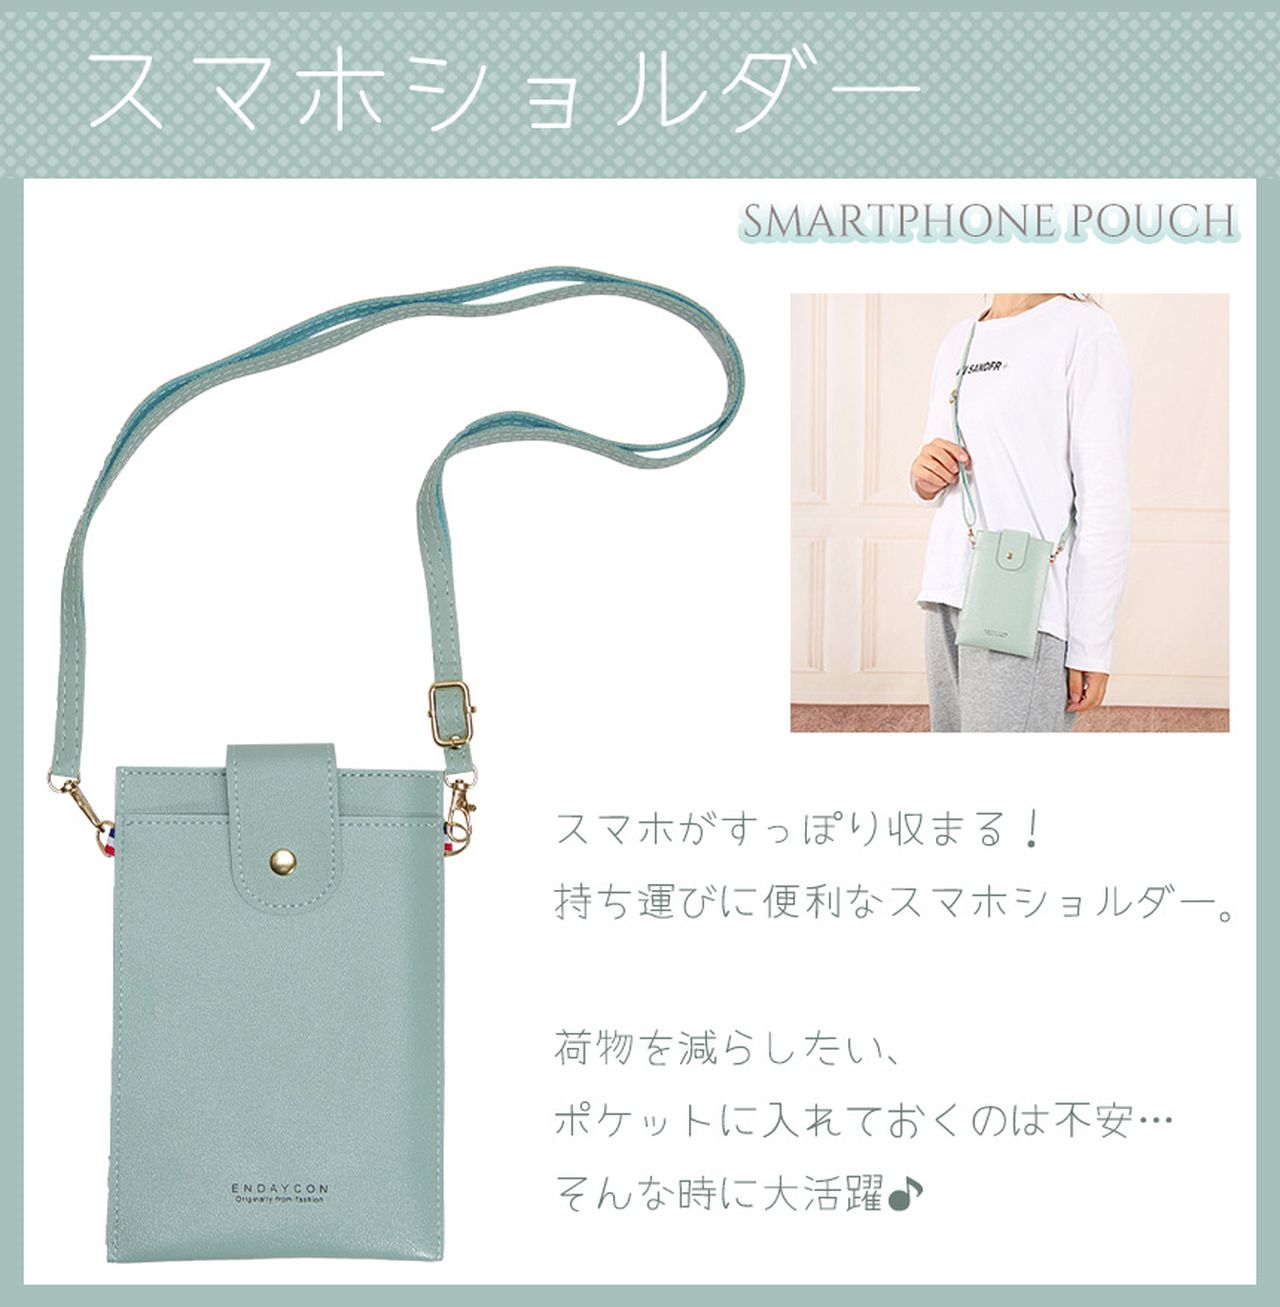 スマホショルダー
SMARTPHONE POUCH
SANDFR
スマホがすっぽり収まる!
持ち運びに便利なスマホショルダー。
荷物を減らしたい、
ポケットに入れておくのは不安…
そんな時に大活躍♪
ENDAYCON
Originality from fashion